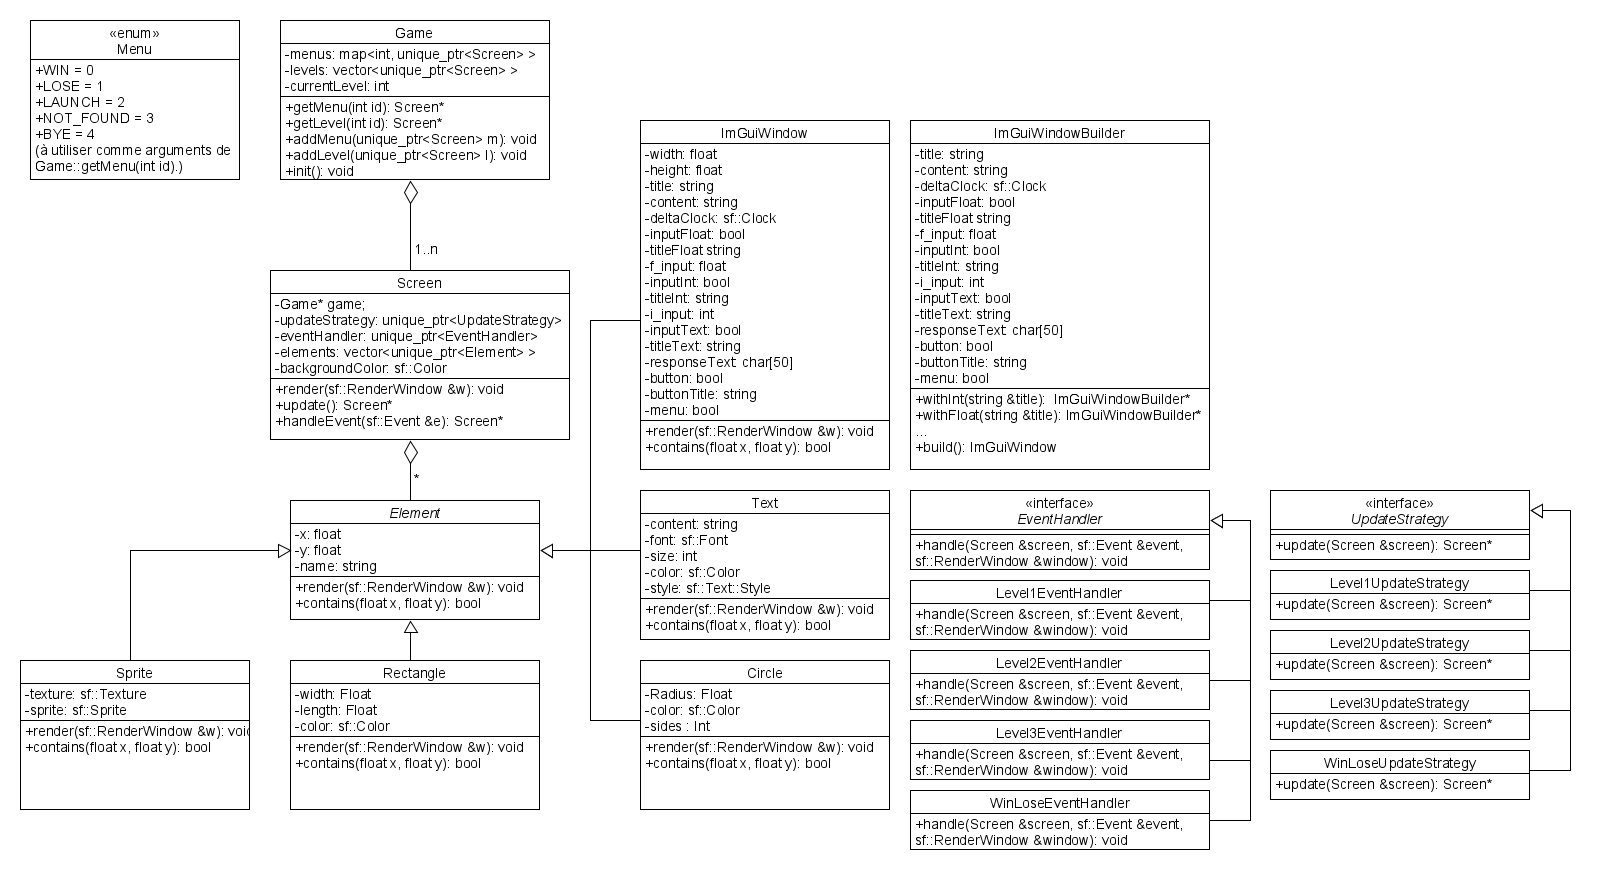 «enum»
Menu
+WIN = 0
+LOSE = 1
+LAUNCH = 2
+NOT_FOUND = 3
+BYE = 4
(à utiliser comme arguments de
Game::getMenu(int id).)
Game
-menus: map<int, unique_ptr<Screen> >
-levels: vector<unique_ptr<Screen> >
-currentLevel: int
+getMenu(int id): Screen*
+getLevel(int id): Screen*
+addMenu(unique_ptr<Screen> m): void
+addLevel(unique_ptr<Screen> l): void
+init(): void
1..n
Screen
-Game* game;
-updateStrategy: unique_ptr<UpdateStrategy>
-eventHandler: unique_ptr<EventHandler>
-elements: vector<unique_ptr<Element> >
-backgroundColor: sf::Color
+render(sf::RenderWindow &w): void
+update(): Screen*
+handleEvent(sf::Event &e): Screen*
*
Element
-x: float
-y: float
-name: string
+render(sf::RenderWindow &w): void
+contains(float x, float y): bool
Sprite
-texture: sf::Texture
-sprite: sf::Sprite
+render(sf::RenderWindow &w): void
+contains(float x, float y): bool
Rectangle
-width: Float
-length: Float
-color: sf::Color
+render(sf::RenderWindow &w): void
+contains(float x, float y): bool
ImGuiWindow
-width: float
-height: float
-title: string
-content: string
-deltaClock: sf::Clock
-inputFloat: bool
-titleFloat string
-f_input: float
-inputInt: bool
-titleInt: string
-i_input: int
-inputText: bool
-titleText: string
-responseText: char[50]
-button: bool
-buttonTitle: string
-menu: bool
+render(sf::RenderWindow &w): void
+contains(float x, float y): bool
Text
-content: string
-font: sf::Font
-size: int
-color: sf::Color
-style: sf::Text::Style
+render(sf::RenderWindow &w): void
+contains(float x, float y): bool
Circle
-Radius: Float
-color: sf::Color
-sides : Int
+render(sf::RenderWindow &w): void
+contains(float x, float y): bool
ImGuiWindowBuilder
-title: string
-content: string
-deltaClock: sf::Clock
-inputFloat: bool
-titleFloat string
-f_input: float
-inputInt: bool
-titleInt: string
-i_input: int
-inputText: bool
-titleText: string
-responseText: char[50]
-button: bool
-buttonTitle: string
-menu: bool
+withInt(string &title):  ImGuiWindowBuilder*
+withFloat(string &title): ImGuiWindowBuilder*
...
+build(): ImGuiWindow
«interface»
EventHandler
+handle(Screen &screen, sf::Event &event,
sf::RenderWindow &window): void
Level1EventHandler
+handle(Screen &screen, sf::Event &event,
sf::RenderWindow &window): void
Level2EventHandler
+handle(Screen &screen, sf::Event &event,
sf::RenderWindow &window): void
Level3EventHandler
+handle(Screen &screen, sf::Event &event,
sf::RenderWindow &window): void
WinLoseEventHandler
+handle(Screen &screen, sf::Event &event,
sf::RenderWindow &window): void
«interface»
UpdateStrategy
+update(Screen &screen): Screen*
Level1UpdateStrategy
+update(Screen &screen): Screen*
Level2UpdateStrategy
+update(Screen &screen): Screen*
Level3UpdateStrategy
+update(Screen &screen): Screen*
WinLoseUpdateStrategy
+update(Screen &screen): Screen*